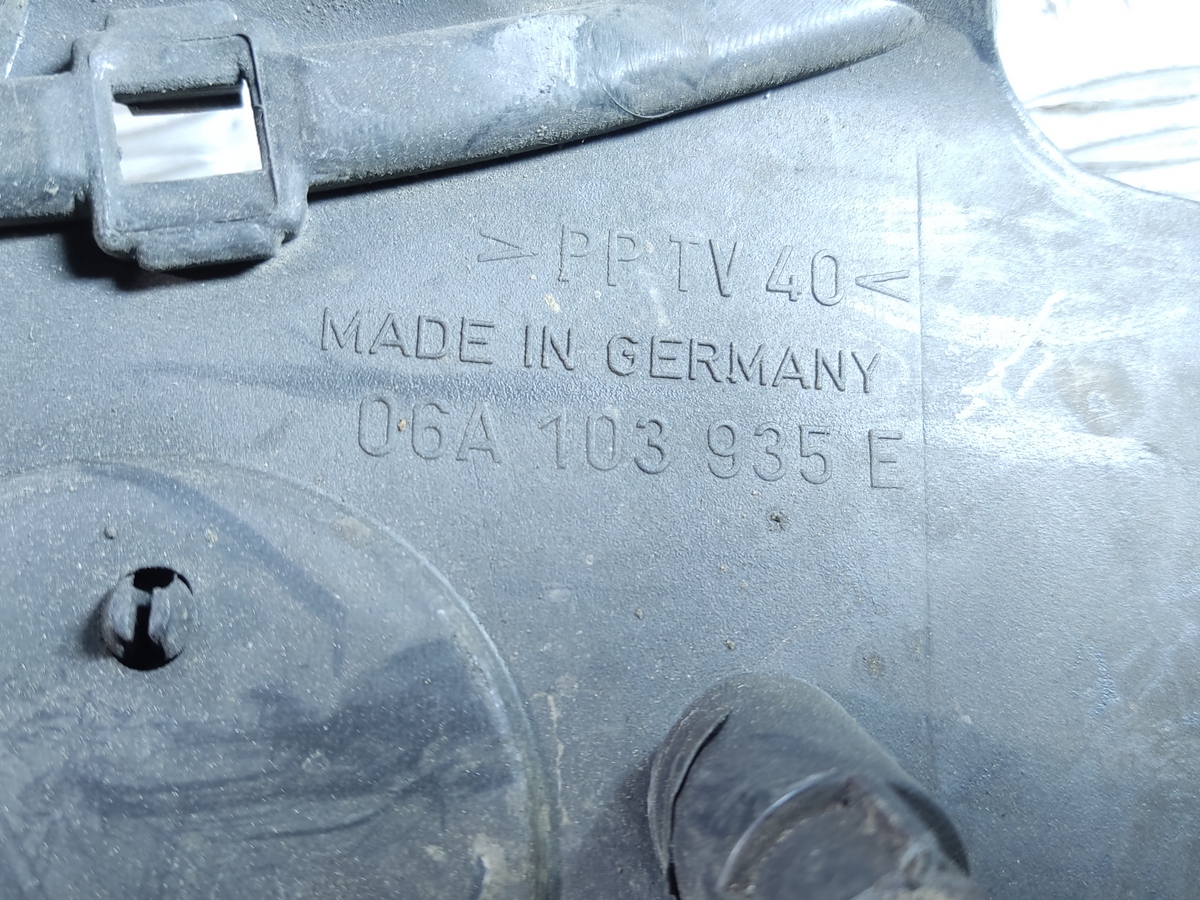 >PP TV 40<
MADE IN GERMANY
06A 103 935 E